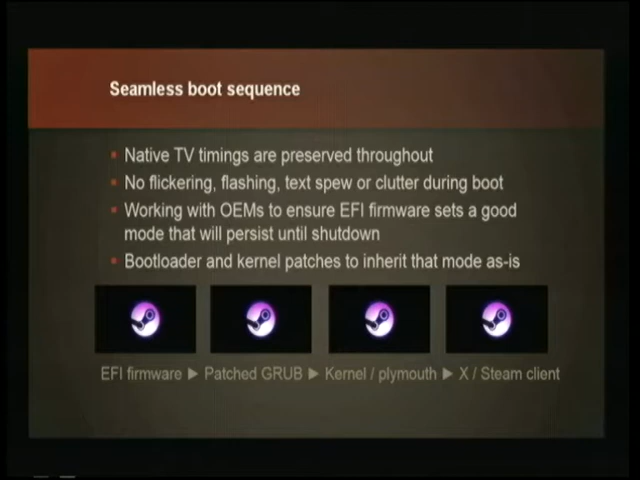 Seamless boot sequence
Native TV timings are preserved throughout
No flickering, flashing, text spew or clutter during boot
Working with OEMs to ensure EFI firmware sets a good
mode that will persist until shutdown
Bootloader and kernel patches to inherit that mode as-is
EFI firmware ▶ Patched GRUB ▶ Kernel / plymouth ▶ X / Steam client